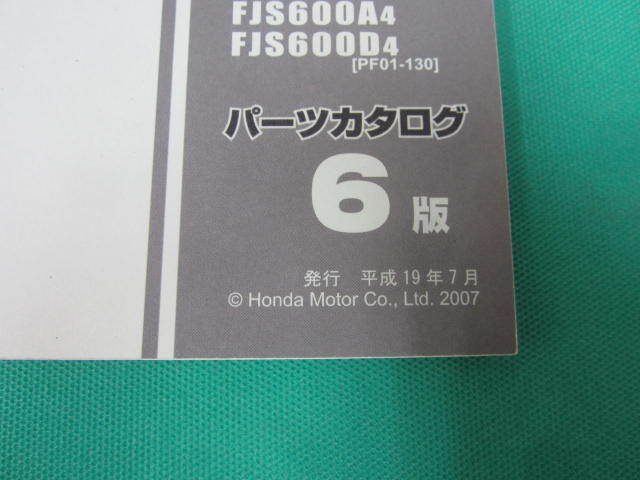 FJS600A4
FJS600D4
[PF01-130]
パーツカタログ
6版
発行 平成19年7月
© Honda Motor Co., Ltd. 2007